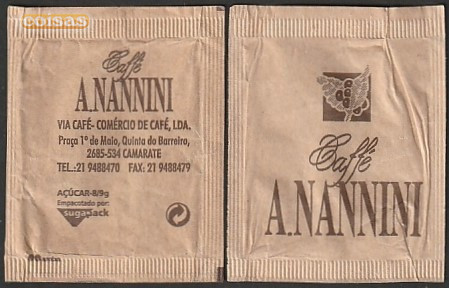 coisas
Caffè
A.NANNINI
VIA CAFÉ- COMÉRCIO DE CAFÉ, LDA.
Praça 1º de Maio, Quinta do Barreiro,
2685-534 CAMARATE
TEL.:21 9488470 FAX: 21 9488479
AÇÚCAR-8/9g
Empacotado por:
sugapack
Caffè
A.NANNINI